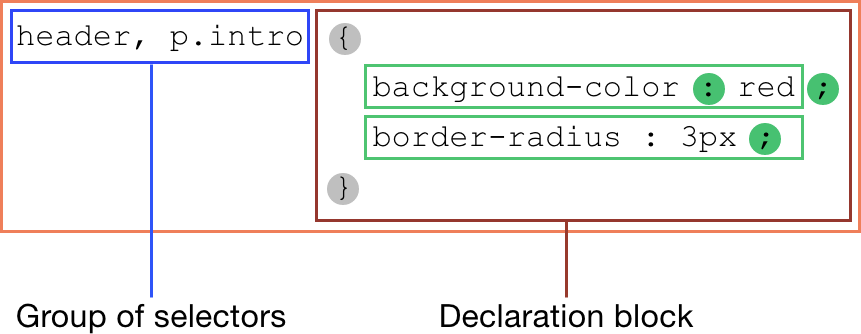 header, p.intro {
background-color : red ;
border-radius : 3px ;
}
Group of selectors
Declaration block